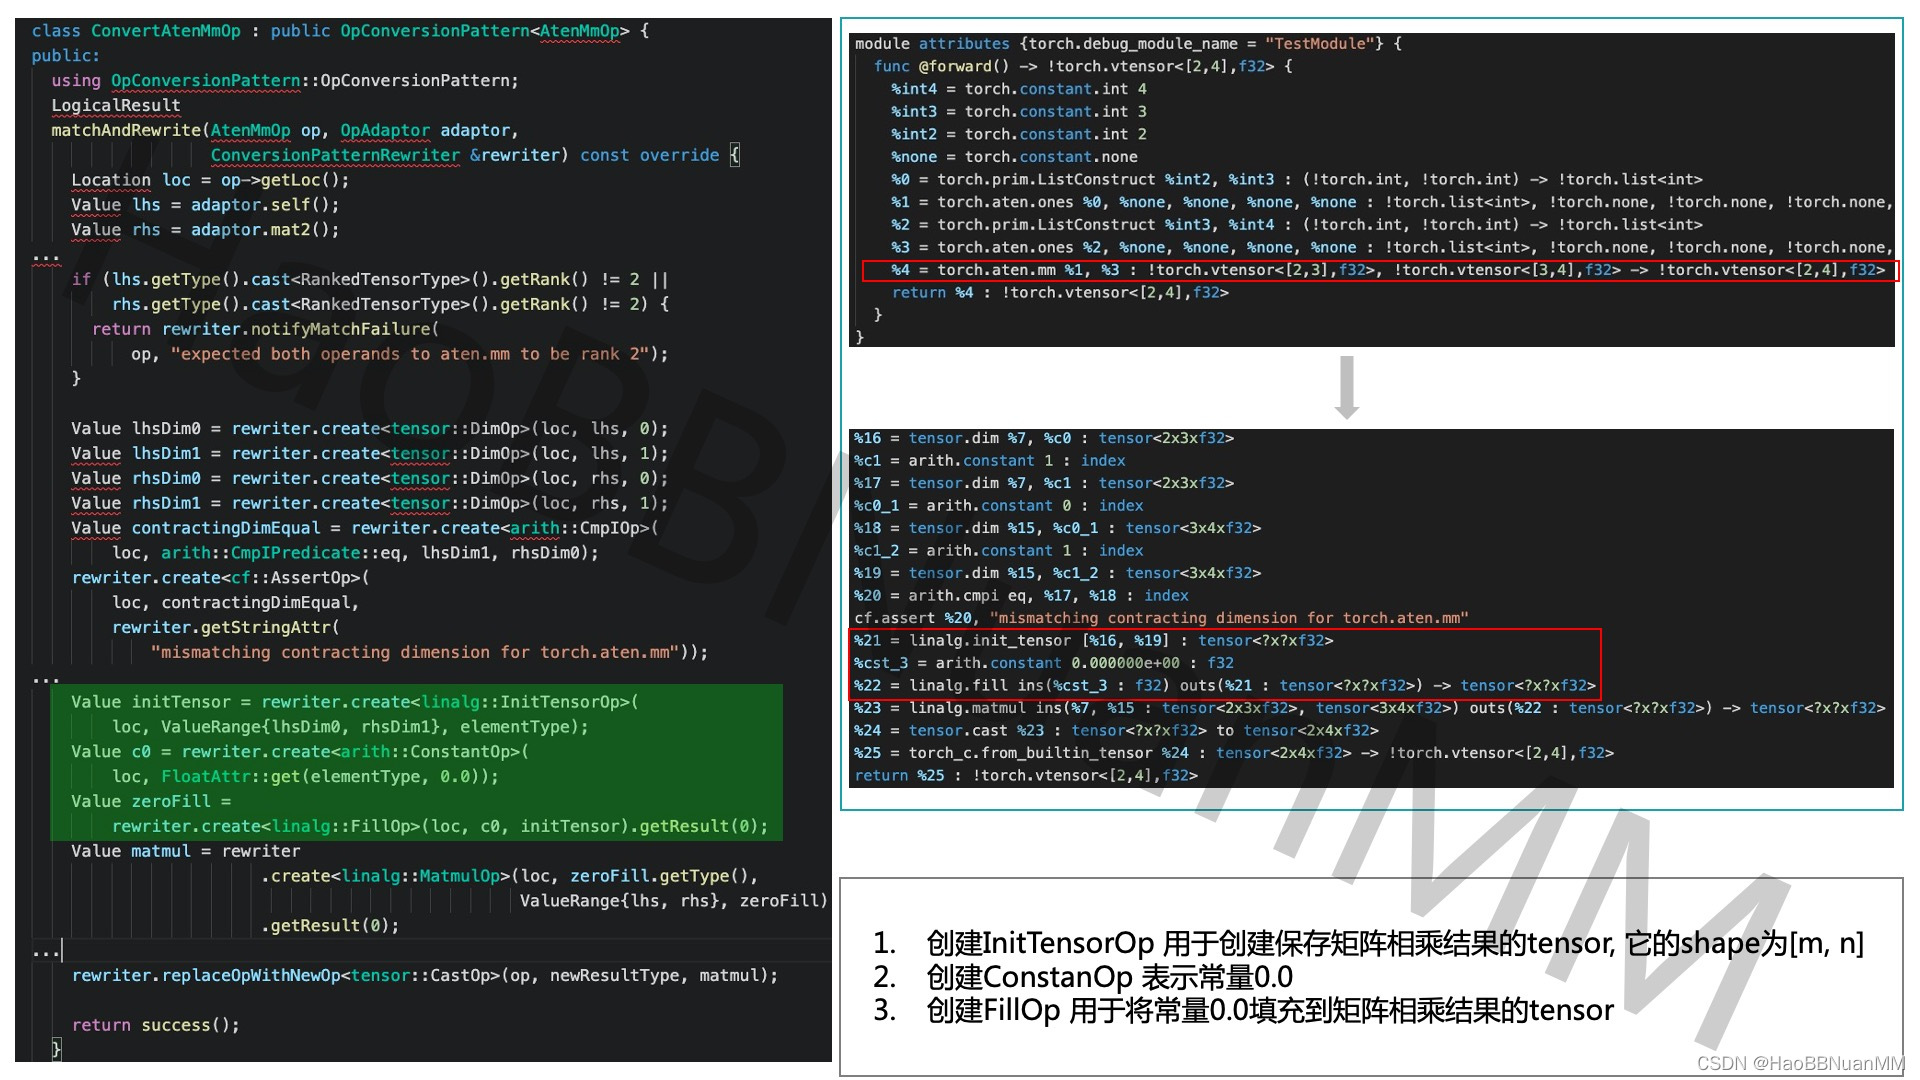 class ConvertAtenMmOp : public OpConversionPattern<AtenMmOp> {
public:
using OpConversionPattern::OpConversionPattern;
LogicalResult
matchAndRewrite(AtenMmOp op, OpAdaptor adaptor,
ConversionPatternRewriter &rewriter) const override {
Location loc = op->getLoc();
Value lhs = adaptor.self();
Value rhs = adaptor.mat2();
...
if (lhs.getType().cast<RankedTensorType>().getRank() != 2 ||
rhs.getType().cast<RankedTensorType>().getRank() != 2) {
return rewriter.notifyMatchFailure(
op, "expected both operands to aten.mm to be rank 2");
}
Value lhsDim0 = rewriter.create<tensor::DimOp>(loc, lhs, 0);
Value lhsDim1 = rewriter.create<tensor::DimOp>(loc, lhs, 1);
Value rhsDim0 = rewriter.create<tensor::DimOp>(loc, rhs, 0);
Value rhsDim1 = rewriter.create<tensor::DimOp>(loc, rhs, 1);
Value contractingDimEqual = rewriter.create<arith::CmpIOp>(
loc, arith::CmpIPredicate::eq, lhsDim1, rhsDim0);
rewriter.create<cf::AssertOp>(
loc, contractingDimEqual,
rewriter.getStringAttr(
"mismatching contracting dimension for torch.aten.mm"));
...
Value initTensor = rewriter.create<linalg::InitTensorOp>(
loc, ValueRange{lhsDim0, rhsDim1}, elementType);
Value c0 = rewriter.create<arith::ConstantOp>(
loc, FloatAttr::get(elementType, 0.0));
Value zeroFill =
rewriter.create<linalg::FillOp>(loc, c0, initTensor).getResult(0);
Value matmul = rewriter
.create<linalg::MatmulOp>(loc, zeroFill.getType(),
ValueRange{lhs, rhs}, zeroFill)
.getResult(0);
...
rewriter.replaceOpWithNewOp<tensor::CastOp>(op, newResultType, matmul);
return success();
}
module attributes {torch.debug_module_name = "TestModule"} {
func @forward() -> !torch.vtensor<[2,4],f32> {
%int4 = torch.constant.int 4
%int3 = torch.constant.int 3
%int2 = torch.constant.int 2
%none = torch.constant.none
%0 = torch.prim.ListConstruct %int2, %int3 : (!torch.int, !torch.int) -> !torch.list<int>
%1 = torch.aten.ones %0, %none, %none, %none, %none : !torch.list<int>, !torch.none, !torch.none, !torch.none,
%2 = torch.prim.ListConstruct %int3, %int4 : (!torch.int, !torch.int) -> !torch.list<int>
%3 = torch.aten.ones %2, %none, %none, %none, %none : !torch.list<int>, !torch.none, !torch.none, !torch.none,
%4 = torch.aten.mm %1, %3 : !torch.vtensor<[2,3],f32>, !torch.vtensor<[3,4],f32> -> !torch.vtensor<[2,4],f32>
return %4 : !torch.vtensor<[2,4],f32>
}
}
%16 = tensor.dim %7, %c0 : tensor<2x3xf32>
%c1 = arith.constant 1 : index
%17 = tensor.dim %7, %c1 : tensor<2x3xf32>
%c0_1 = arith.constant 0 : index
%18 = tensor.dim %15, %c0_1 : tensor<3x4xf32>
%c1_2 = arith.constant 1 : index
%19 = tensor.dim %15, %c1_2 : tensor<3x4xf32>
%20 = arith.cmpi eq, %17, %18 : index
cf.assert %20, "mismatching contracting dimension for torch.aten.mm"
%21 = linalg.init_tensor [%16, %19] : tensor<?x?xf32>
%cst_3 = arith.constant 0.000000e+00 : f32
%22 = linalg.fill ins(%cst_3 : f32) outs(%21 : tensor<?x?xf32>) -> tensor<?x?xf32>
%23 = linalg.matmul ins(%7, %15 : tensor<2x3xf32>, tensor<3x4xf32>) outs(%22 : tensor<?x?xf32>) -> tensor<?x?xf32>
%24 = tensor.cast %23 : tensor<?x?xf32> to tensor<2x4xf32>
%25 = torch_c.from_builtin_tensor %24 : tensor<2x4xf32> -> !torch.vtensor<[2,4],f32>
return %25 : !torch.vtensor<[2,4],f32>
1. 创建InitTensorOp 用于创建保存矩阵相乘结果的tensor, 它的shape为[m, n]
2. 创建ConstanOp 表示常量0.0
3. 创建FillOp 用于将常量0.0填充到矩阵相乘结果的tensor
HaoBBNuanMM
CSDN @HaoBBNuanMM